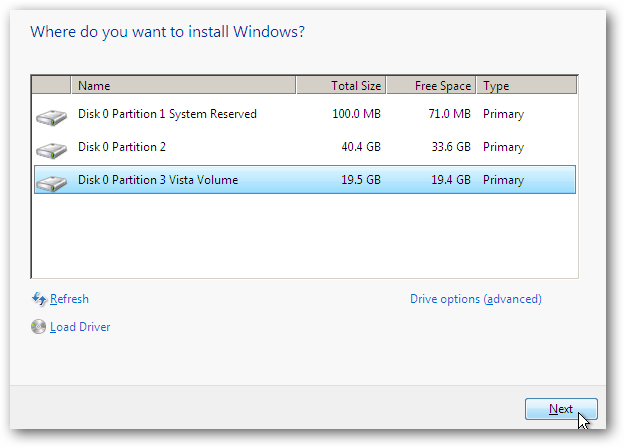 Where do you want to install Windows?
Name Total Size Free Space Type
Disk 0 Partition 1 System Reserved 100.0 MB 71.0 MB Primary
Disk 0 Partition 2 40.4 GB 33.6 GB Primary
Disk 0 Partition 3 Vista Volume 19.5 GB 19.4 GB Primary
Refresh Drive options (advanced)
Load Driver
Next